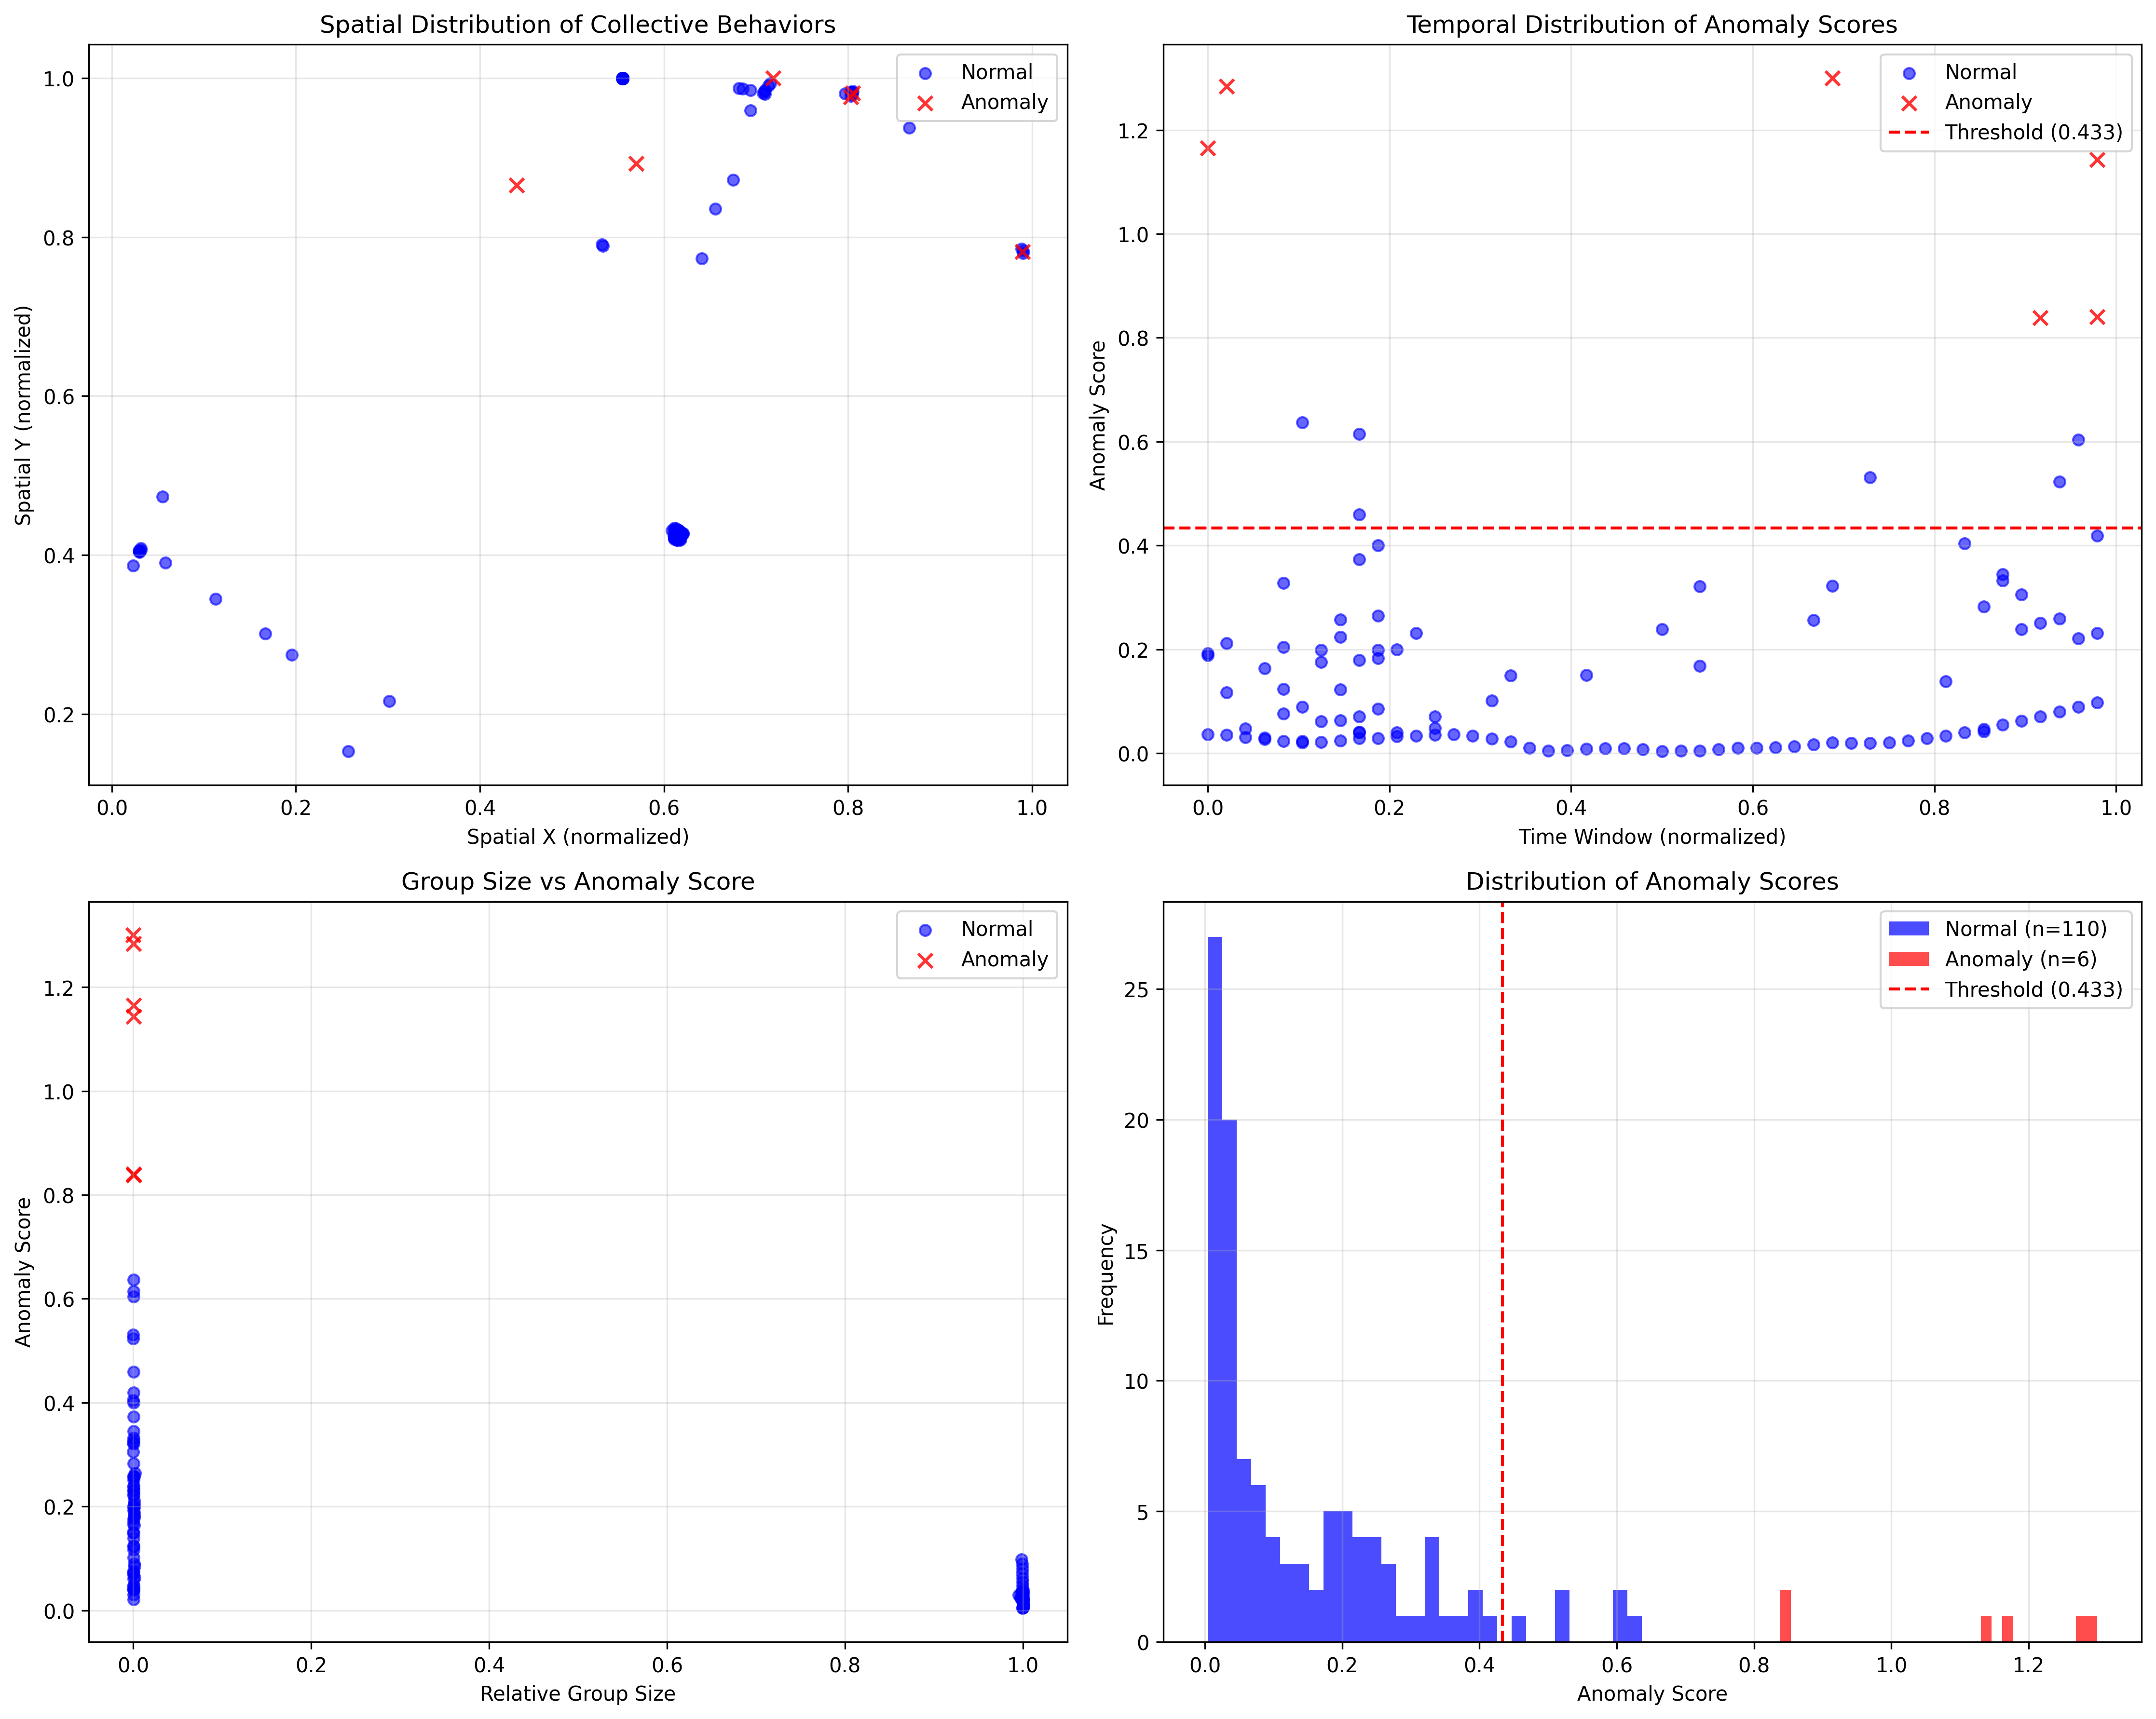 Spatial Distribution of Collective Behaviors
Normal
Anomaly
1.0
0.8
0.6
0.4
0.2
Spatial Y (normalized)
0.0 0.2 0.4 0.6 0.8 1.0
Spatial X (normalized)
Temporal Distribution of Anomaly Scores
Normal
Anomaly
Threshold (0.433)
1.2
1.0
0.8
0.6
0.4
0.2
0.0
Anomaly Score
0.0 0.2 0.4 0.6 0.8 1.0
Time Window (normalized)
Group Size vs Anomaly Score
Normal
Anomaly
1.2
1.0
0.8
0.6
0.4
0.2
0.0
Anomaly Score
0.0 0.2 0.4 0.6 0.8 1.0
Relative Group Size
Distribution of Anomaly Scores
Normal (n=110)
Anomaly (n=6)
Threshold (0.433)
25
20
15
10
5
0
Frequency
0.0 0.2 0.4 0.6 0.8 1.0 1.2
Anomaly Score